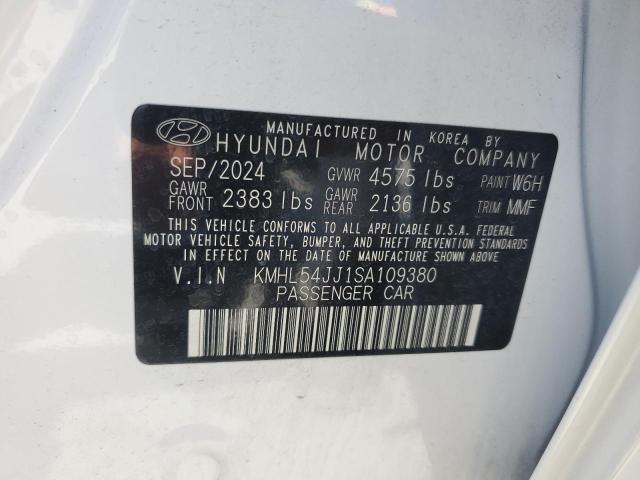 MANUFACTURED IN KOREA BY
HYUNDAI MOTOR COMPANY
SEP/2024 GVWR 4575 lbs PAINT W6H
GAWR FRONT 2383 lbs GAWR REAR 2136 lbs TRIM MMF
THIS VEHICLE CONFORMS TO ALL APPLICABLE U.S.A. FEDERAL
MOTOR VEHICLE SAFETY, BUMPER, AND THEFT PREVENTION STANDARDS
IN EFFECT ON THE DATE OF MANUFACTURE SHOWN ABOVE.
V.I.N KMHL54JJ1SA109380
PASSENGER CAR